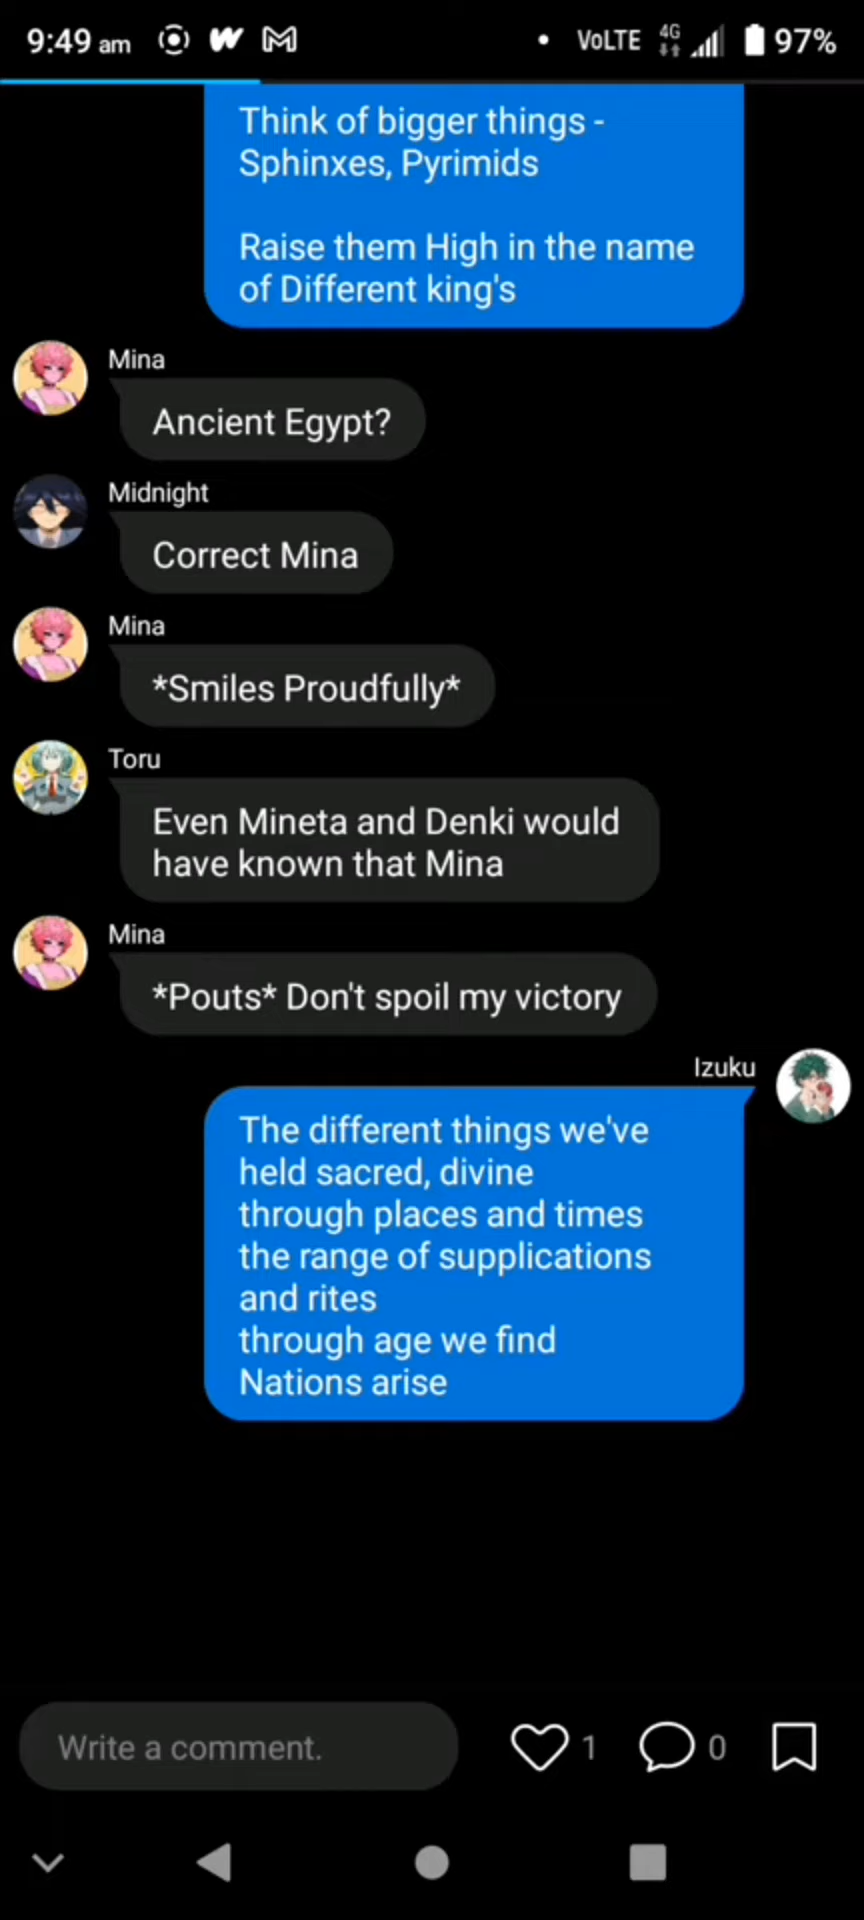 9:49 am
VoLTE 4G 97%
Think of bigger things -
Sphinxes, Pyrimids
Raise them High in the name
of Different king's
Mina
Ancient Egypt?
Midnight
Correct Mina
Mina
*Smiles Proudfully*
Toru
Even Mineta and Denki would
have known that Mina
Mina
*Pouts* Don't spoil my victory
Izuku
The different things we've
held sacred, divine
through places and times
the range of supplications
and rites
through age we find
Nations arise
Write a comment.
1
0